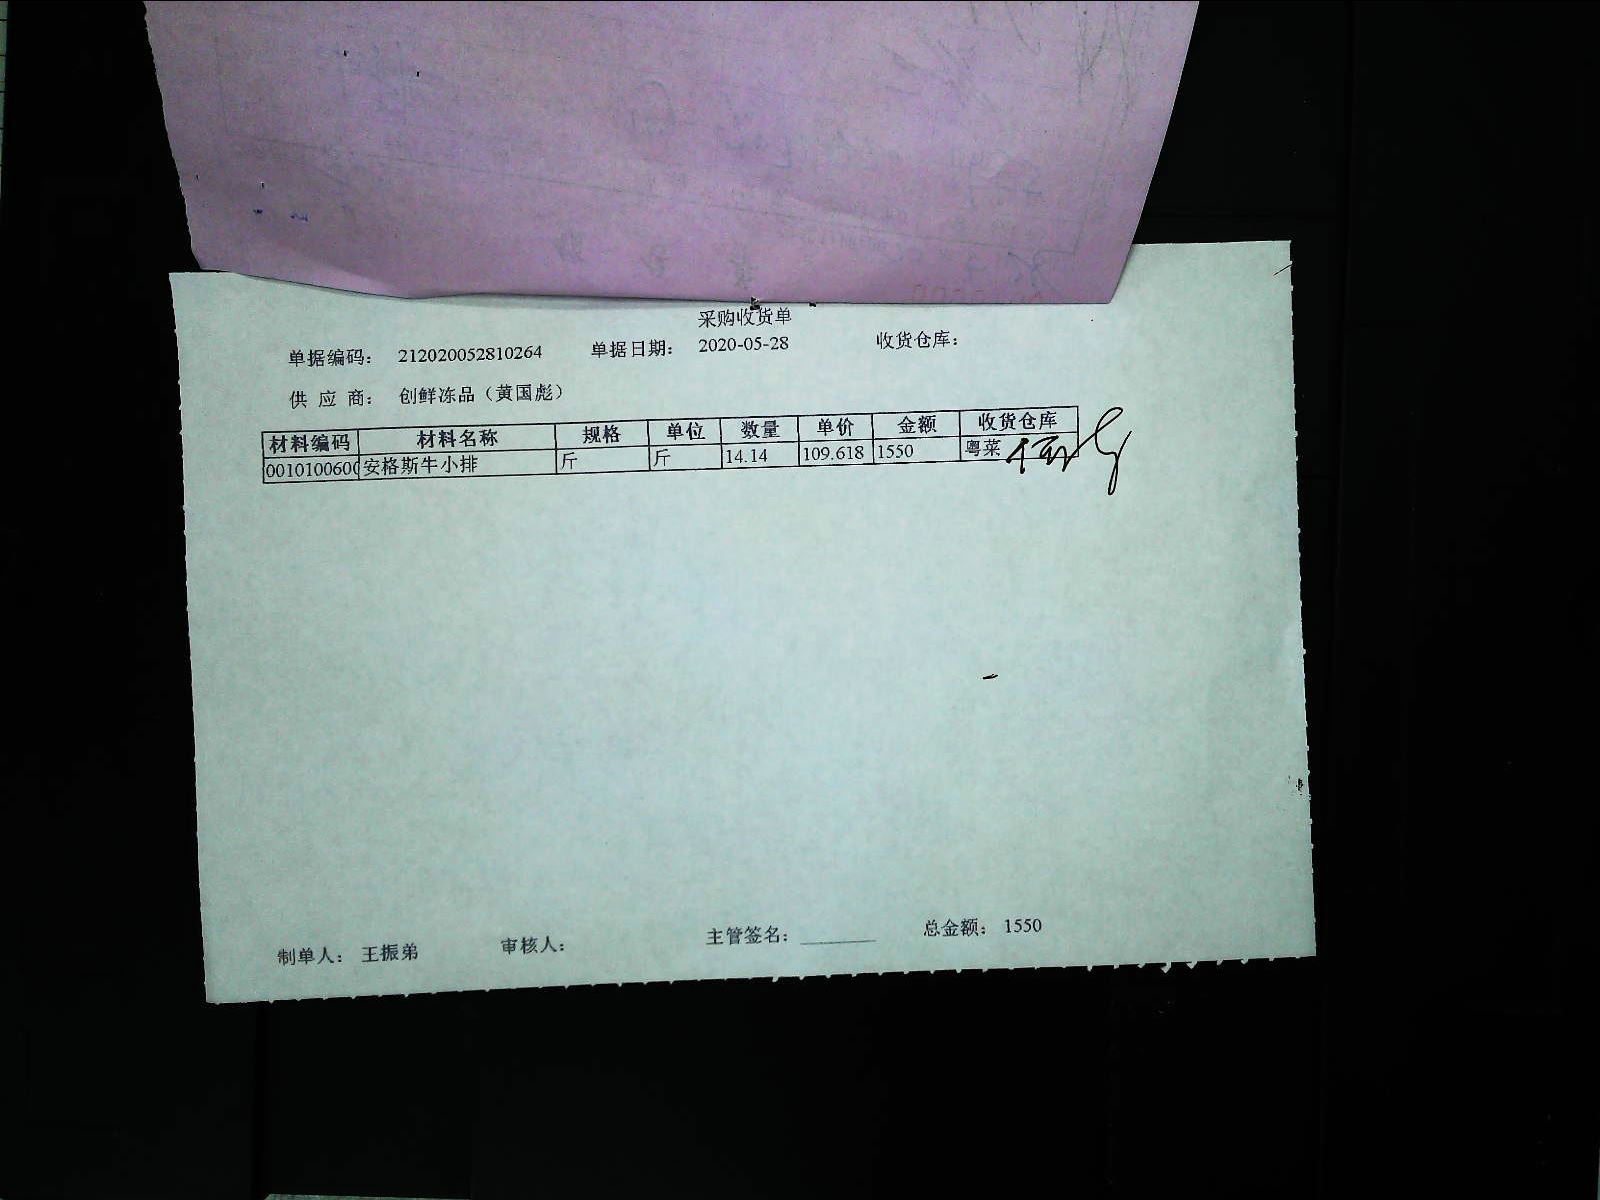 采购收货单
单据编码： 212020052810264 单据日期： 2020-05-28 收货仓库：
供 应 商： 创鲜冻品（黄国彪）
材料编码 材料名称 规格 单位 数量 单价 金额 收货仓库
0010100600 安格斯牛小排 斤 斤 14.14 109.618 1550 粤菜
制单人： 王振弟 审核人： 主管签名： ________ 总金额： 1550